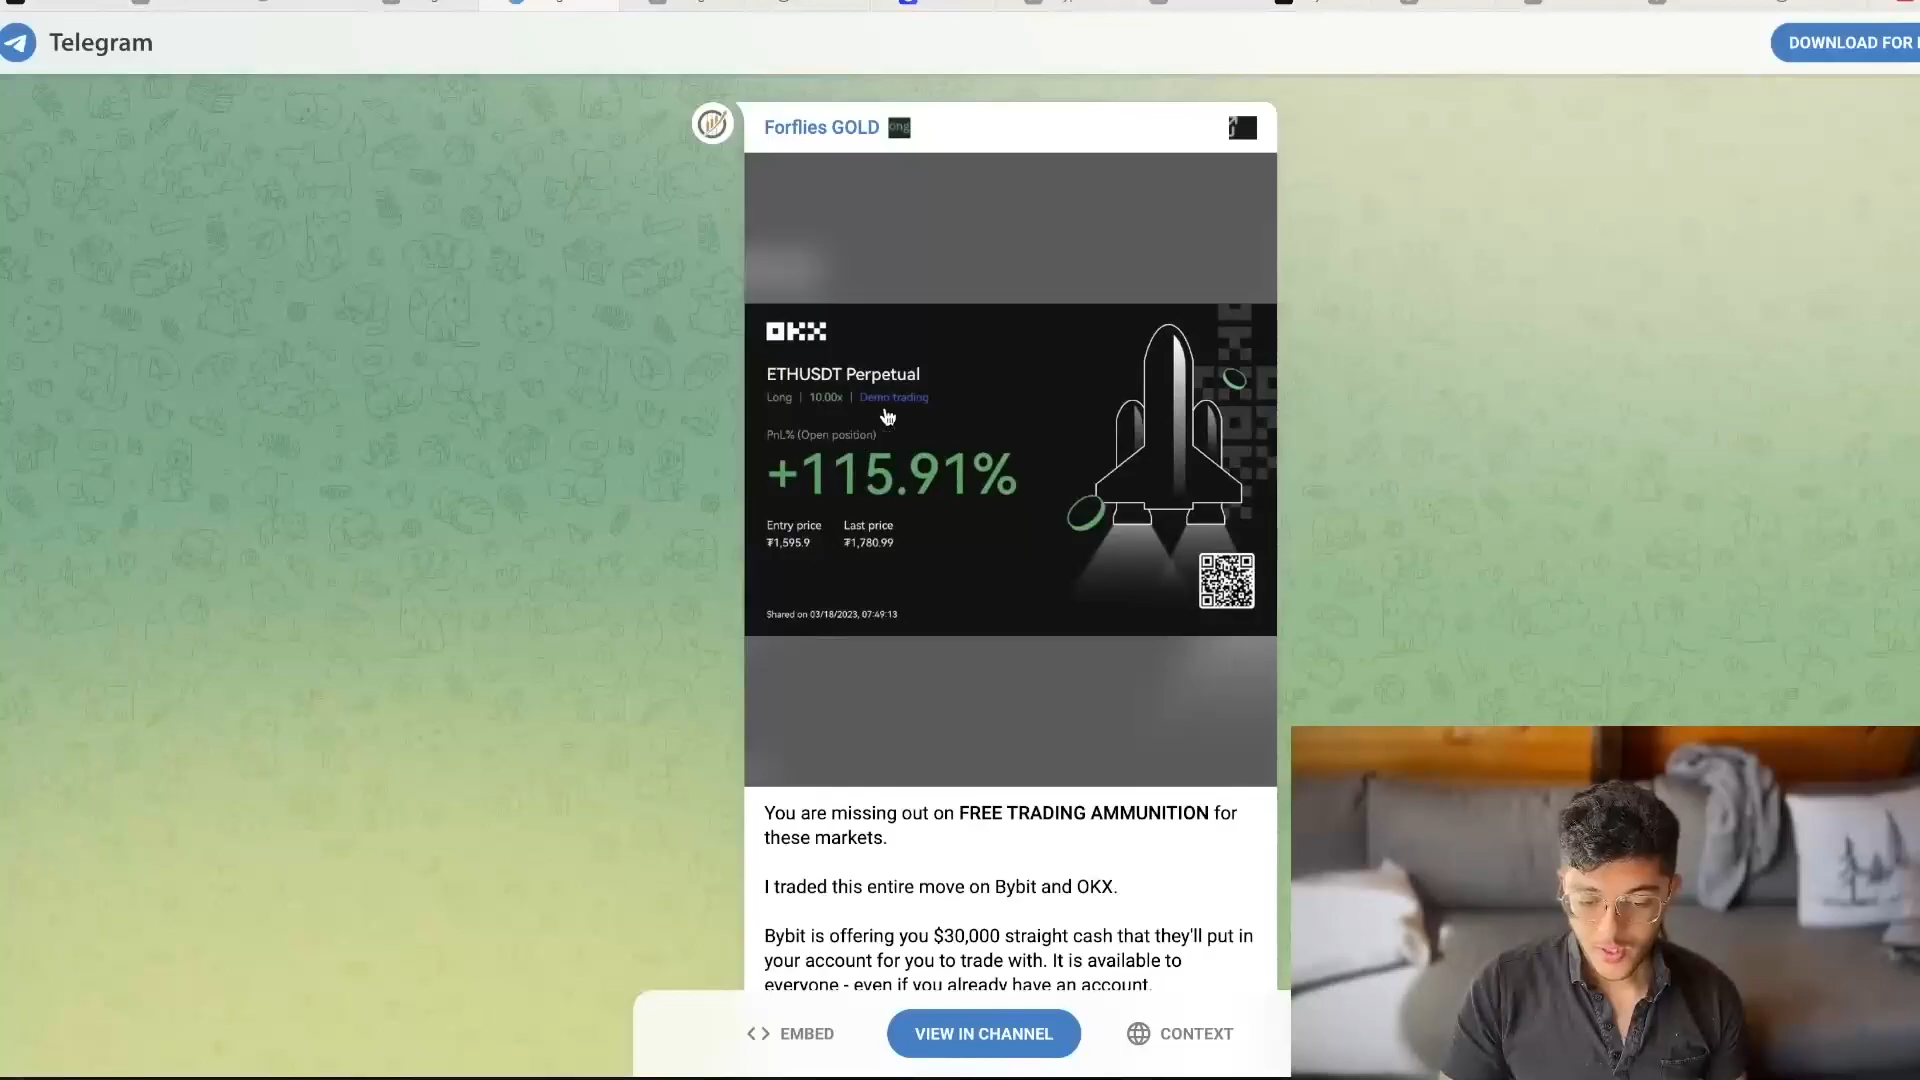 Telegram
DOWNLOAD FOR
Forflies GOLD
OKX
ETHUSDT Perpetual
Long | 10.00x | Demo trading
PnL% (Open position)
+115.91%
Entry price Last price
₮1,595.9 ₮1,780.99
Shared on 03/18/2023, 07:49:13
You are missing out on FREE TRADING AMMUNITION for
these markets.
I traded this entire move on Bybit and OKX.
Bybit is offering you $30,000 straight cash that they'll put in
your account for you to trade with. It is available to
everyone - even if you already have an account.
EMBED
VIEW IN CHANNEL
CONTEXT